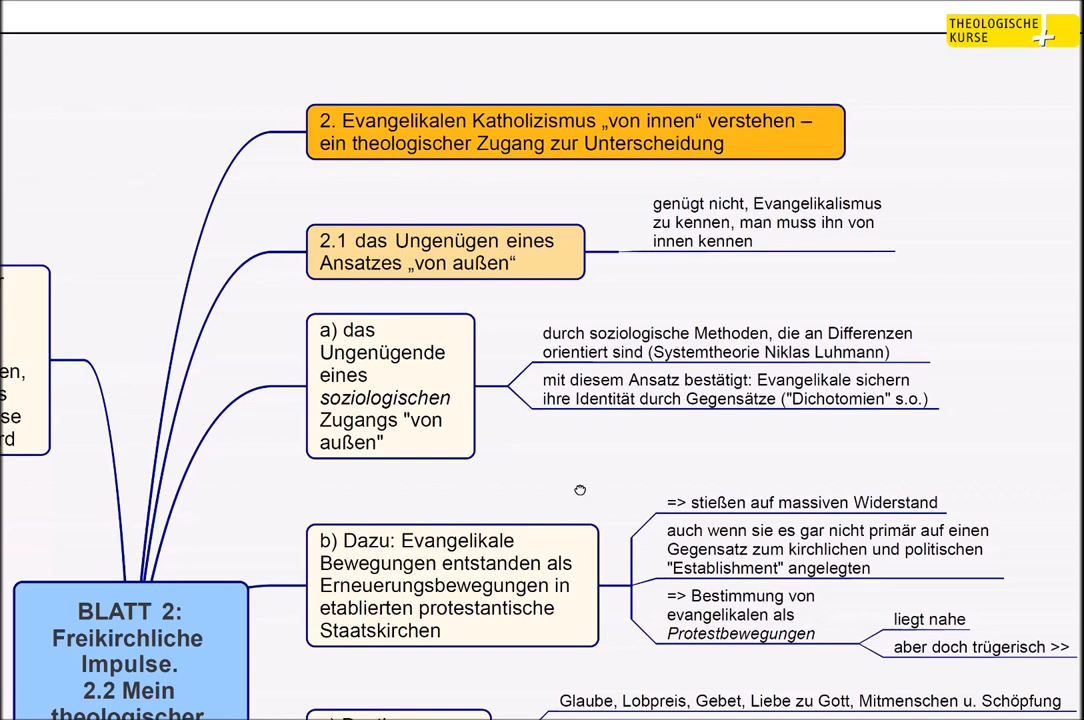 THEOLOGISCHE
KURSE
2. Evangelikalen Katholizismus „von innen“ verstehen –
ein theologischer Zugang zur Unterscheidung
genügt nicht, Evangelikalismus
zu kennen, man muss ihn von
innen kennen
2.1 das Ungenügen eines
Ansatzes „von außen“
a) das
Ungenügende
eines
soziologischen
Zugangs "von
außen"
durch soziologische Methoden, die an Differenzen
orientiert sind (Systemtheorie Niklas Luhmann)
mit diesem Ansatz bestätigt: Evangelikale sichern
ihre Identität durch Gegensätze ("Dichotomien" s.o.)
en,
s
se
rd
b) Dazu: Evangelikale
Bewegungen entstanden als
Erneuerungsbewegungen in
etablierten protestantische
Staatskirchen
=> stießen auf massiven Widerstand
auch wenn sie es gar nicht primär auf einen
Gegensatz zum kirchlichen und politischen
"Establishment" angelegten
=> Bestimmung von
evangelikalen als
Protestbewegungen
liegt nahe
aber doch trügerisch >>
BLATT 2:
Freikirchliche
Impulse.
2.2 Mein
theologischer
Glaube, Lobpreis, Gebet, Liebe zu Gott, Mitmenschen u. Schöpfung